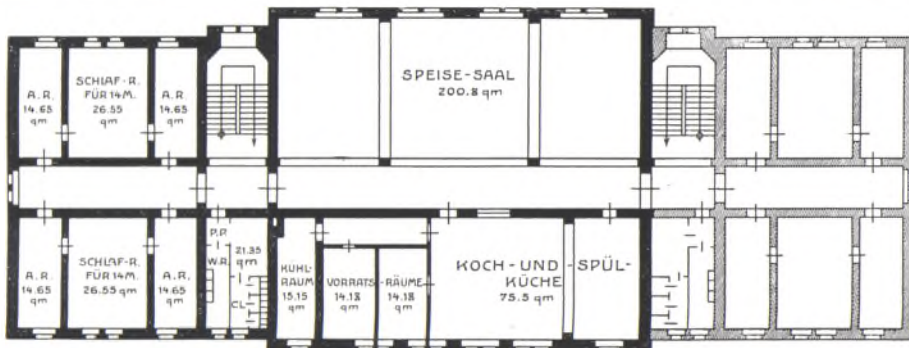 A.R.
14.65
qm
SCHLAF-R.
FÜR 14 M.
26.55
qm
A.R.
14.65
qm
SPEISE-SAAL
200.8 qm
A.R.
14.65
qm
SCHLAF-R.
FÜR 14 M.
26.55 qm
A.R.
14.65
qm
P.P.
W.R.
21.35
qm
CL.
KÜHL-
RAUM
15.15
qm
VORRATS
14.18
qm
-RÄUME
14.18
qm
KOCH-UND -SPÜL-
KÜCHE
75.5 qm